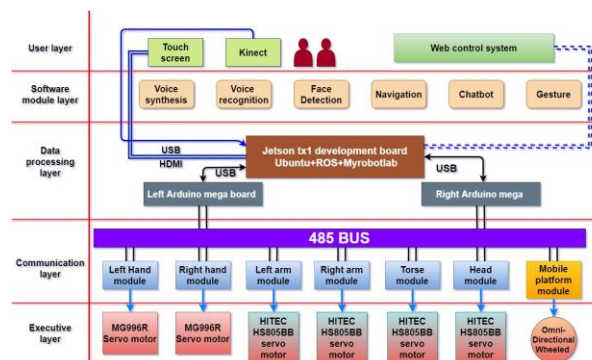 User layer
Touch
screen
Kinect
Web control system
Software
module layer
Voice
synthesis
Voice
recognition
Face
Detection
Navigation
Chatbot
Gesture
Data
processing
layer
USB
HDMI
Jetson tx1 development board
Ubuntu+ROS+Myrobotlab
USB
USB
Left Arduino mega board
Right Arduino mega
485 BUS
Communication
layer
Left Hand
module
Right hand
module
Left arm
module
Right arm
module
Torse
module
Head
module
Mobile
platform
module
Executive
layer
MG996R
Servo motor
MG996R
Servo motor
HITEC
HS805BB
servo
motor
HITEC
HS805BB
servo
motor
HITEC
HS805BB
servo
motor
HITEC
HS805BB
servo
motor
Omni-
Directional
Wheeled